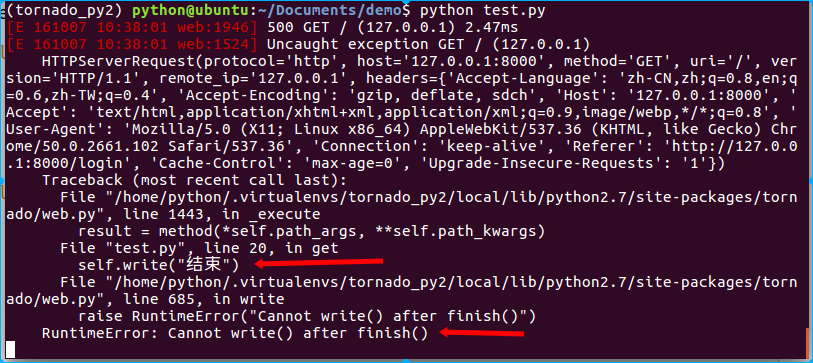 (tornado_py2) python@ubuntu:~/Documents/demo$ python test.py
[E 161007 10:38:01 web:1946] 500 GET / (127.0.0.1) 2.47ms
[E 161007 10:38:01 web:1524] Uncaught exception GET / (127.0.0.1)
HTTPServerRequest(protocol='http', host='127.0.0.1:8000', method='GET', uri='/', ver
sion='HTTP/1.1', remote_ip='127.0.0.1', headers={'Accept-Language': 'zh-CN,zh;q=0.8,en;q
=0.6,zh-TW;q=0.4', 'Accept-Encoding': 'gzip, deflate, sdch', 'Host': '127.0.0.1:8000', '
Accept': 'text/html,application/xhtml+xml,application/xml;q=0.9,image/webp,*/*;q=0.8', '
User-Agent': 'Mozilla/5.0 (X11; Linux x86_64) AppleWebKit/537.36 (KHTML, like Gecko) Chr
ome/50.0.2661.102 Safari/537.36', 'Connection': 'keep-alive', 'Referer': 'http://127.0.0
.1:8000/login', 'Cache-Control': 'max-age=0', 'Upgrade-Insecure-Requests': '1'})
Traceback (most recent call last):
File "/home/python/.virtualenvs/tornado_py2/local/lib/python2.7/site-packages/torn
ado/web.py", line 1443, in _execute
result = method(*self.path_args, **self.path_kwargs)
File "test.py", line 20, in get
self.write("结束")
File "/home/python/.virtualenvs/tornado_py2/local/lib/python2.7/site-packages/torn
ado/web.py", line 685, in write
raise RuntimeError("Cannot write() after finish()")
RuntimeError: Cannot write() after finish()